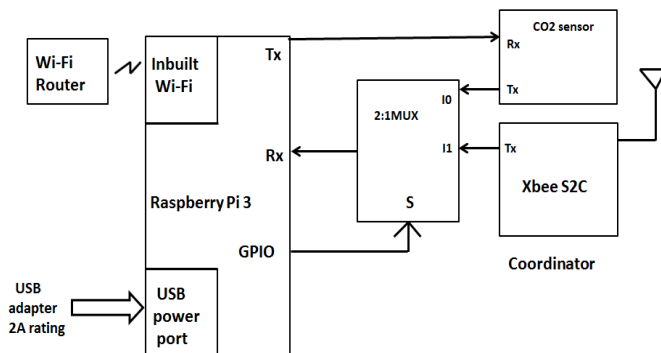 Wi-Fi
Router
Inbuilt
Wi-Fi
Tx
Rx
Raspberry Pi 3
GPIO
USB
adapter
2A rating
USB
power
port
2:1MUX
I0
I1
S
CO2 sensor
Rx
Tx
Tx
Xbee S2C
Coordinator